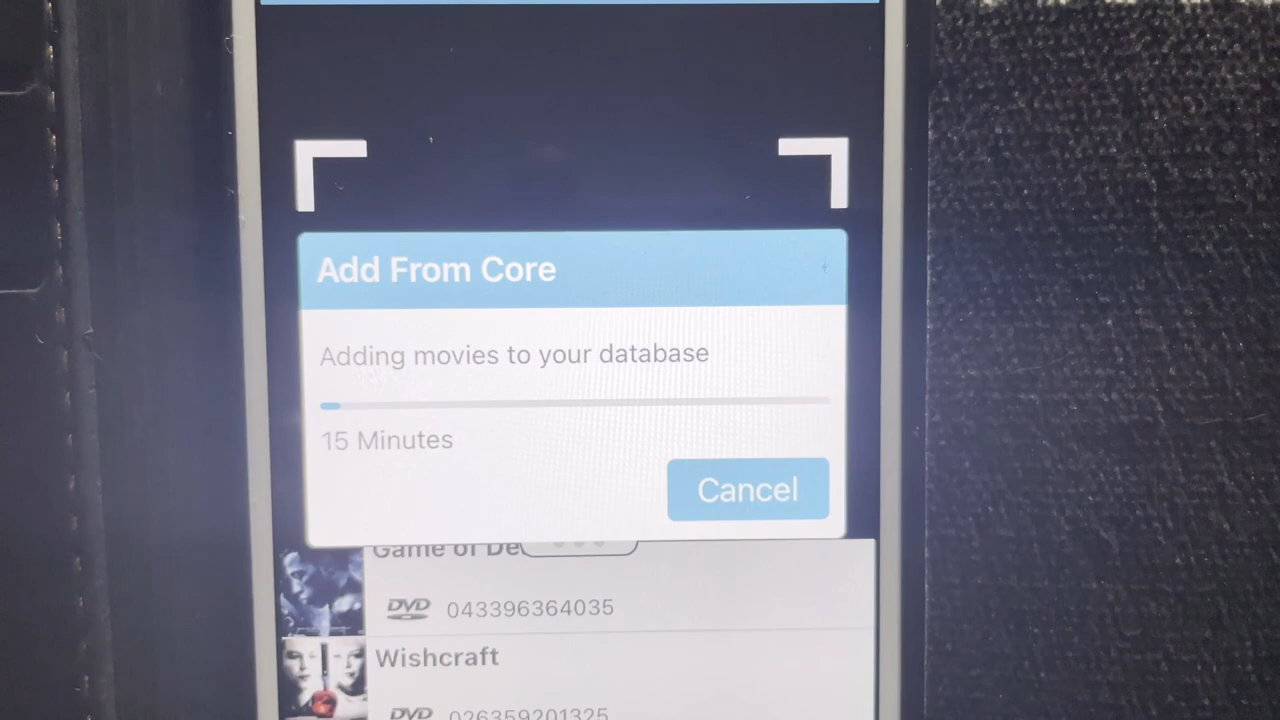 Add From Core
Adding movies to your database
15 Minutes
Cancel
Game of De
DVD 043396364035
Wishcraft
DVD 026359201325